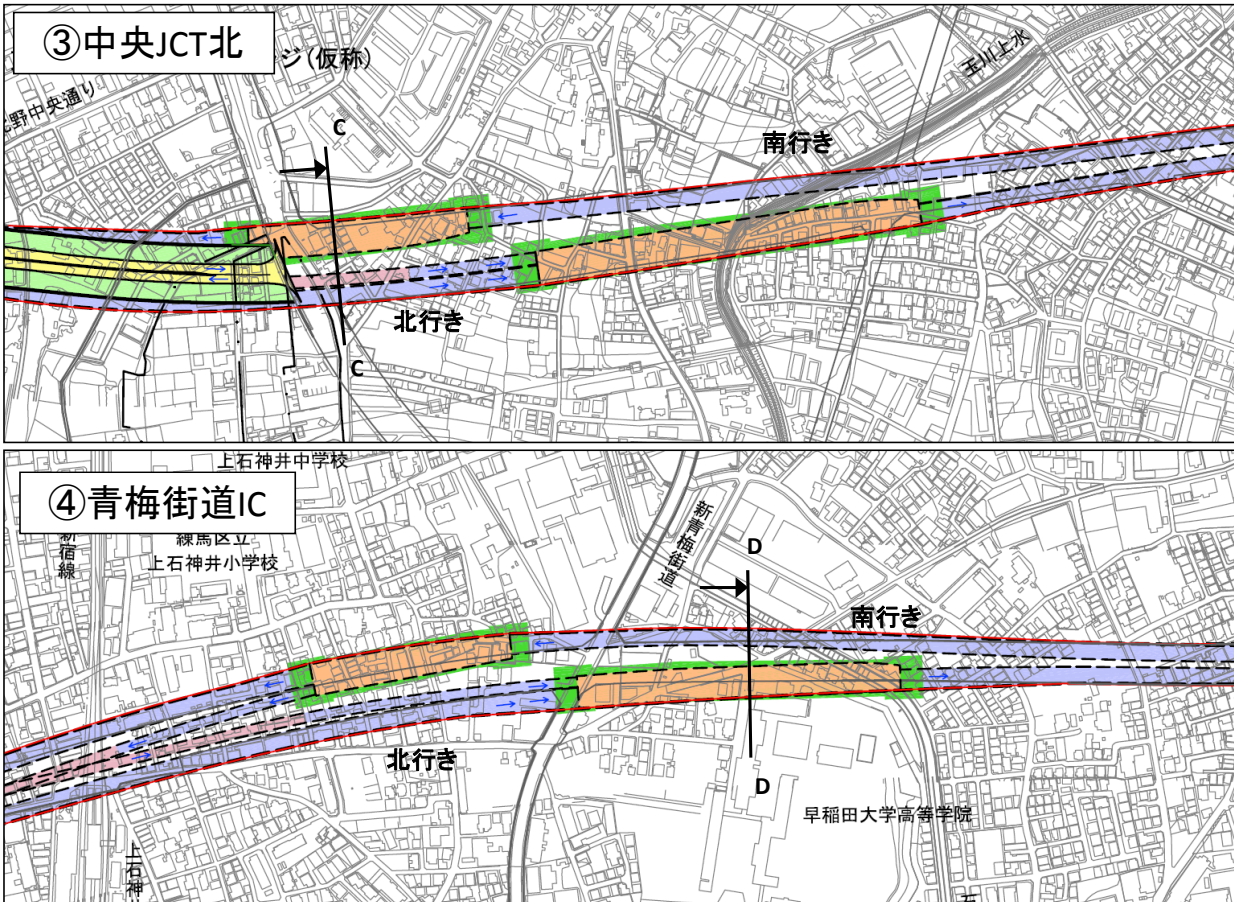 ③中央JCT北
ジ(仮称)
北野中央通り
玉川上水
C
南行き
北行き
C
上石神井中学校
④青梅街道IC
新宿線
練馬区立
上石神井小学校
新青梅街道
D
南行き
北行き
D
早稲田大学高等学院
上石神
石